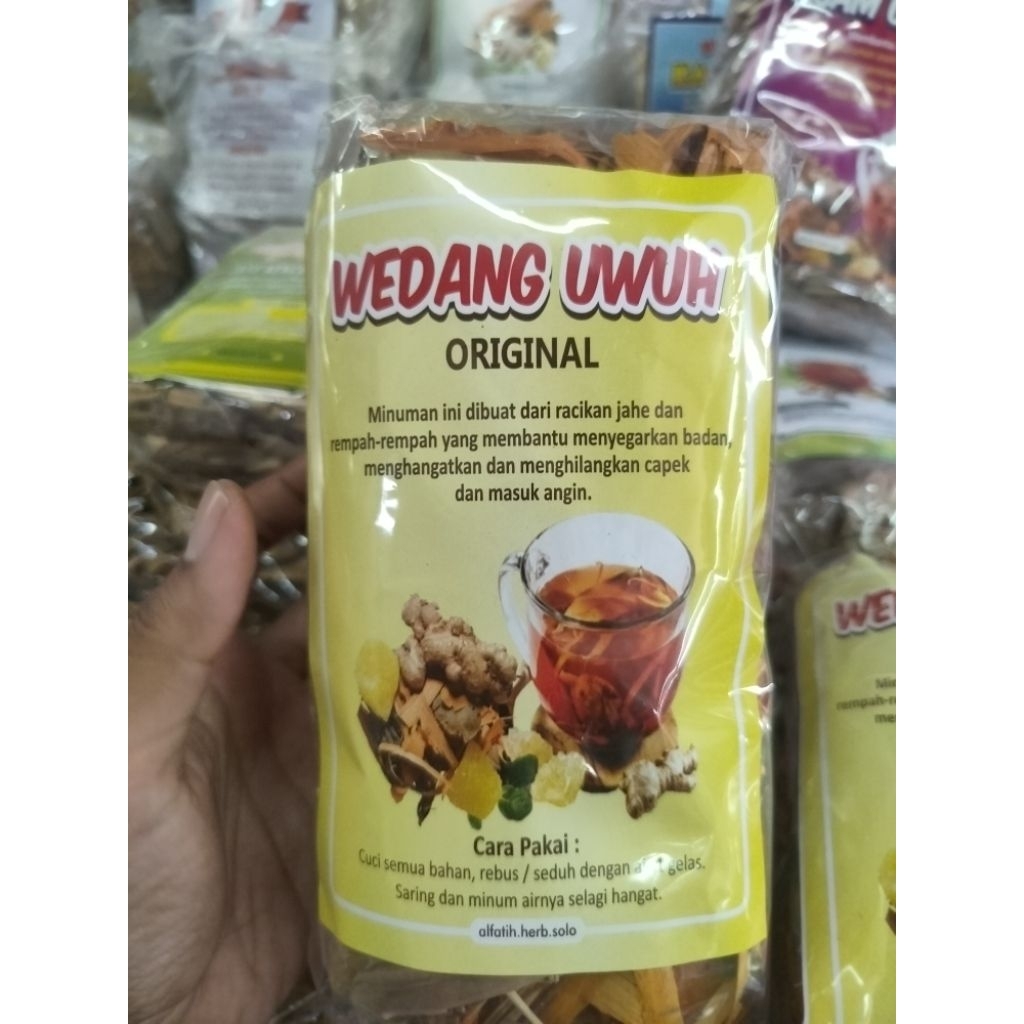 WEDANG UWUH
ORIGINAL
Minuman ini dibuat dari racikan jahe dan
rempah-rempah yang membantu menyegarkan badan,
menghangatkan dan menghilangkan capek
dan masuk angin.
Cara Pakai :
Cuci semua bahan, rebus / seduh dengan gelas.
Saring dan minum airnya selagi hangat.
alfatih.herb.solo